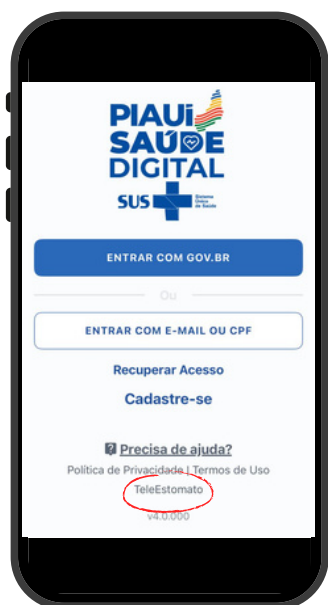 PIAUÍ
SAÚDE
DIGITAL
SUS Sistema
Único
de Saúde
ENTRAR COM GOV.BR
Ou
ENTRAR COM E-MAIL OU CPF
Recuperar Acesso
Cadastre-se
Precisa de ajuda?
Política de Privacidade | Termos de Uso
TeleEstomato
v4.0.000